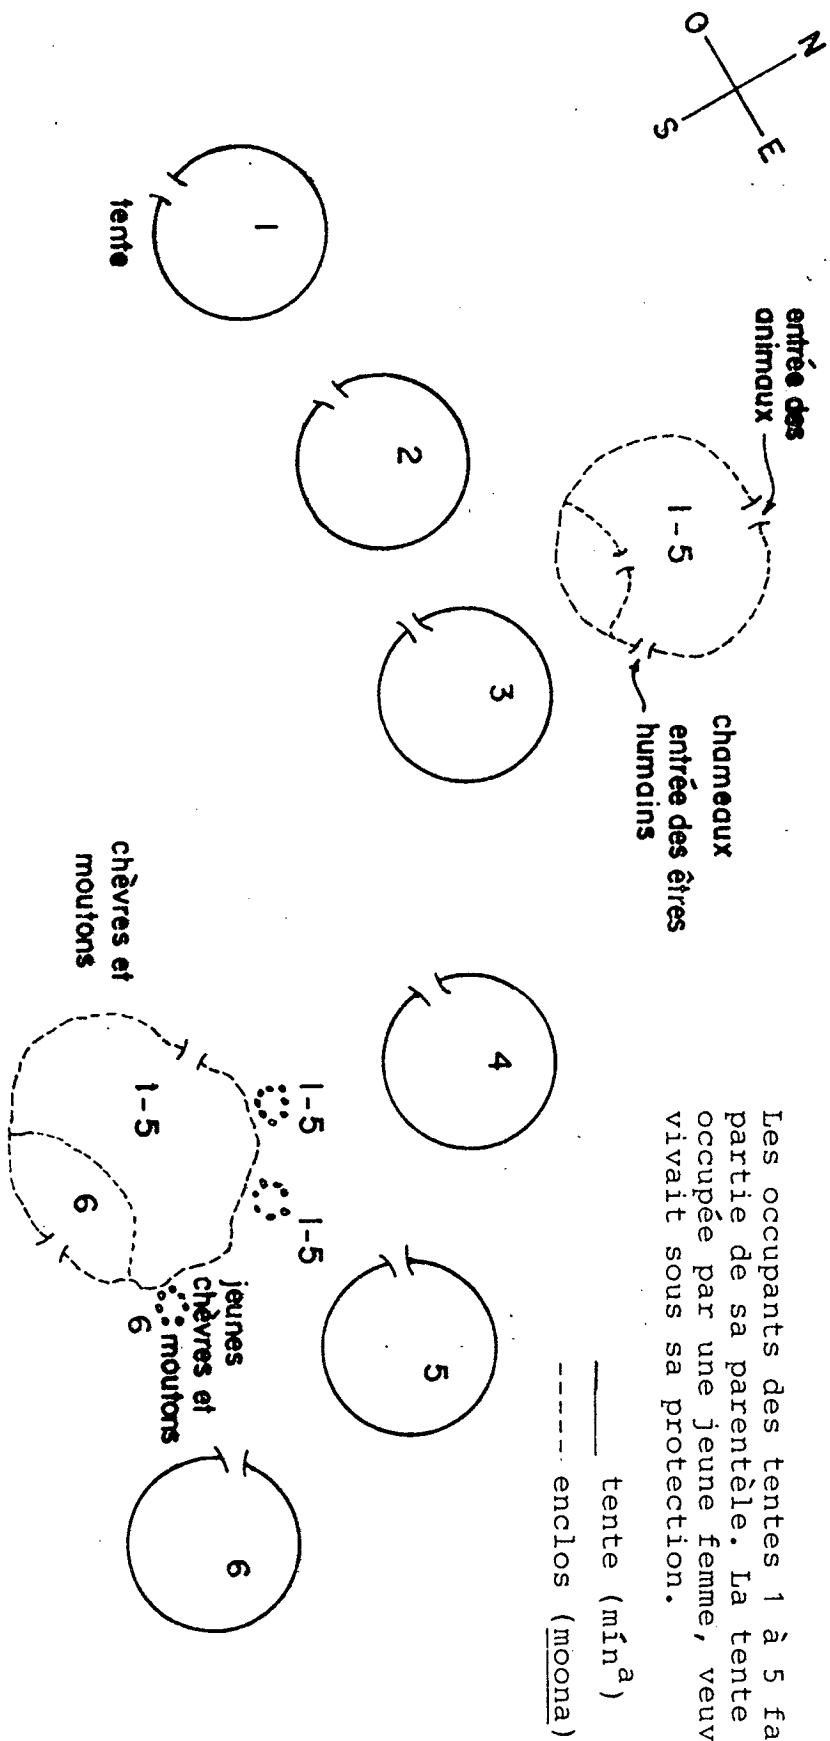 Les occupants des tentes 1 à 5 fa
partie de sa parentèle. La tente
occupée par une jeune femme, veuv
vivait sous sa protection.
tente (mínᵃ)
enclos (moona)
N
O
E
S
entrée des
animaux
1-5
chameaux
entrée des êtres
humains
1
tente
2
3
4
5
6
1-5
1-5
jeunes
chèvres et
moutons
6
1-5
6
chèvres et
moutons